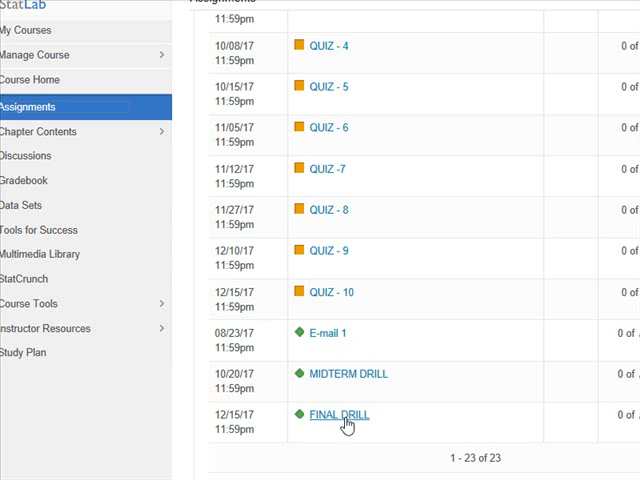 StatLab
My Courses
Manage Course
Course Home
Assignments
Chapter Contents
Discussions
Gradebook
Data Sets
Tools for Success
Multimedia Library
StatCrunch
Course Tools
Instructor Resources
Study Plan
Assignments
11:59pm
10/08/17 QUIZ - 4 0 of
11:59pm
10/15/17 QUIZ - 5 0 of
11:59pm
11/05/17 QUIZ - 6 0 of
11:59pm
11/12/17 QUIZ -7 0 of
11:59pm
11/27/17 QUIZ - 8 0 of
11:59pm
12/10/17 QUIZ - 9 0 of
11:59pm
12/15/17 QUIZ - 10 0 of
11:59pm
08/23/17 E-mail 1 0 of
11:59pm
10/20/17 MIDTERM DRILL 0 of
11:59pm
12/15/17 FINAL DRILL 0 of
11:59pm
1 - 23 of 23